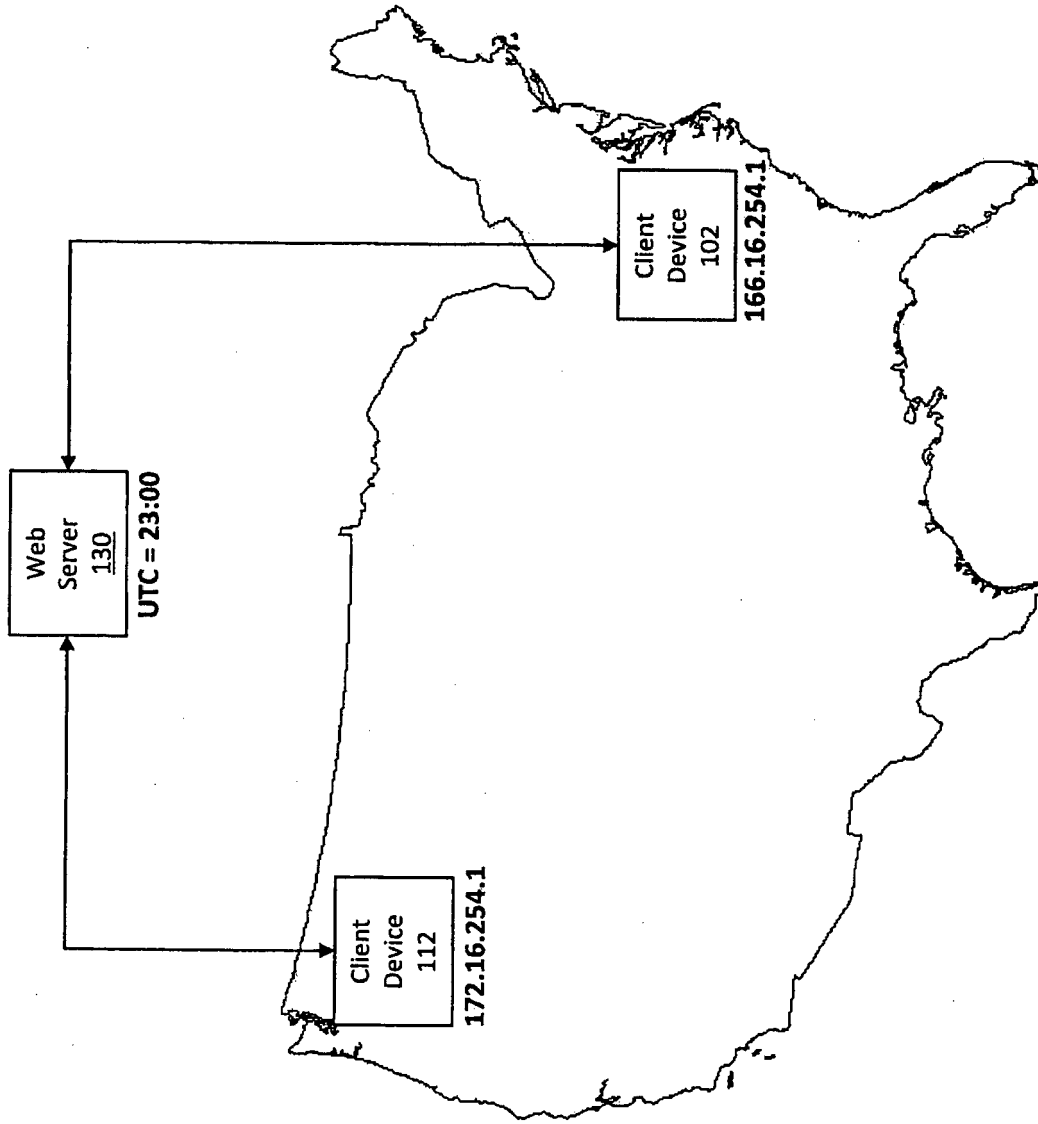 Web
Server
130
UTC = 23:00
Client
Device
112
172.16.254.1
Client
Device
102
166.16.254.1